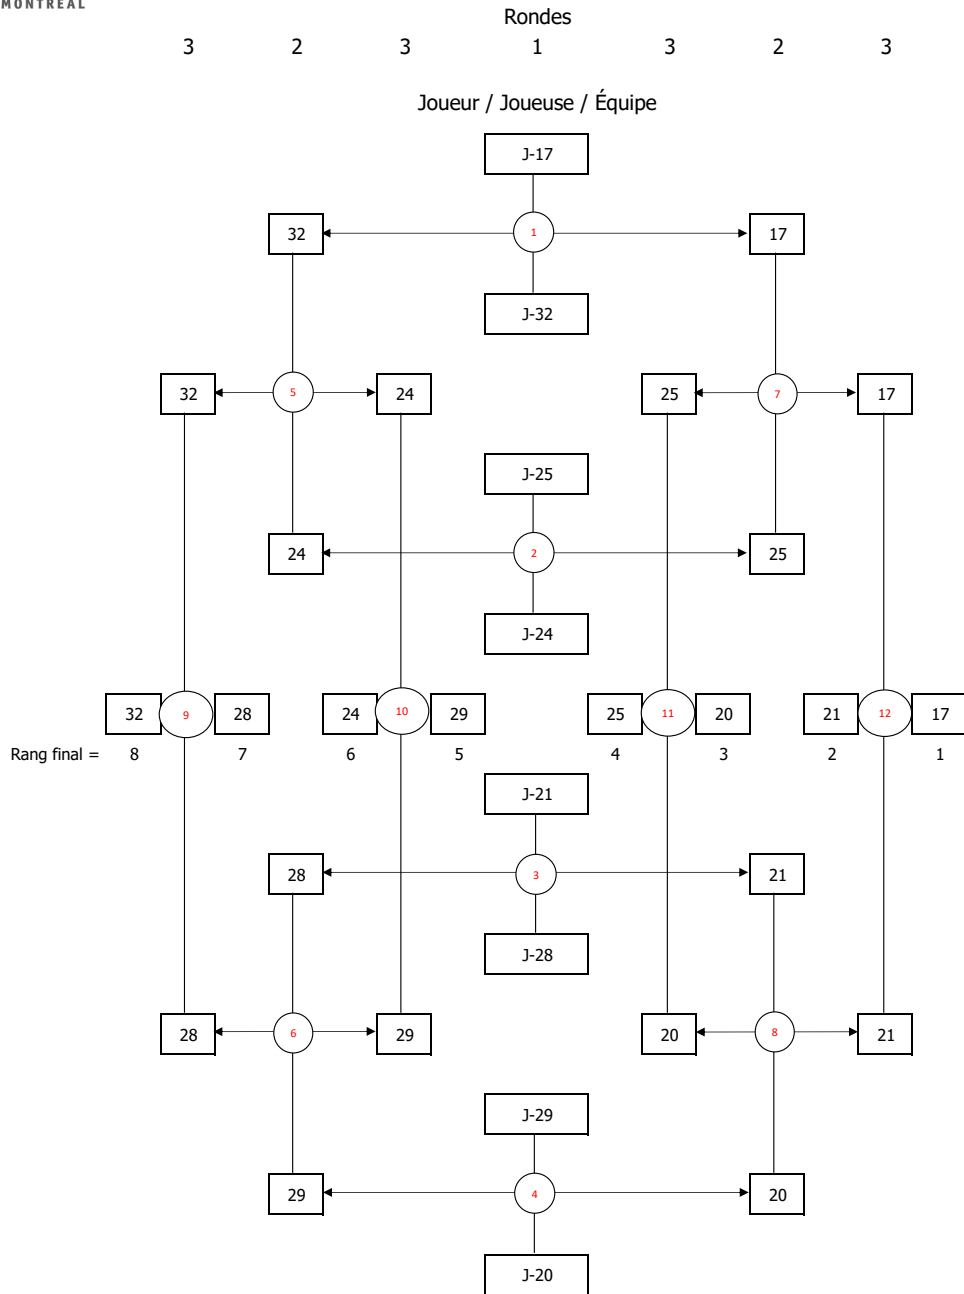 MONTRÉAL
Rondes
3 2 3 1 3 2 3
Joueur / Joueuse / Équipe
J-17
32 1 17
J-32
32 5 24 25 7 17
J-25
24 2 25
J-24
32 9 28 24 10 29 25 11 20 21 12 17
Rang final = 8 7 6 5 4 3 2 1
J-21
28 3 21
J-28
28 6 29 20 8 21
J-29
29 4 20
J-20